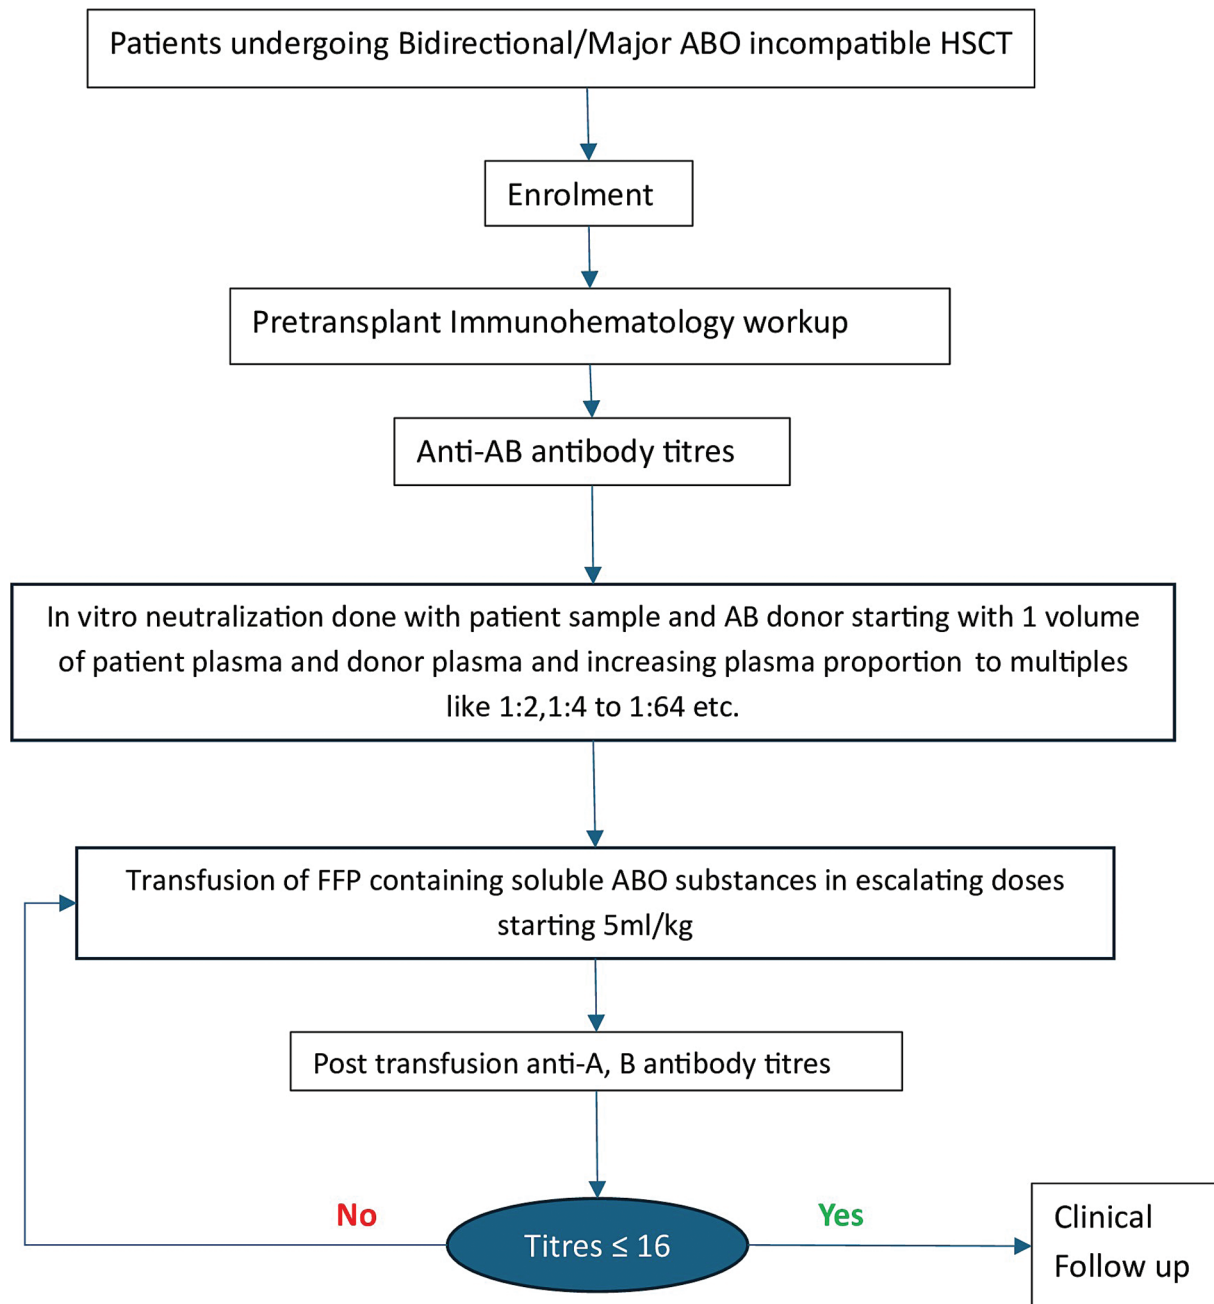 Patients undergoing Bidirectional/Major ABO incompatible HSCT
Enrolment
Pretransplant Immunohematology workup
Anti-AB antibody titres
In vitro neutralization done with patient sample and AB donor starting with 1 volume
of patient plasma and donor plasma and increasing plasma proportion to multiples
like 1:2,1:4 to 1:64 etc.
Transfusion of FFP containing soluble ABO substances in escalating doses
starting 5ml/kg
Post transfusion anti-A, B antibody titres
No
Yes
Titres ≤ 16
Clinical
Follow up